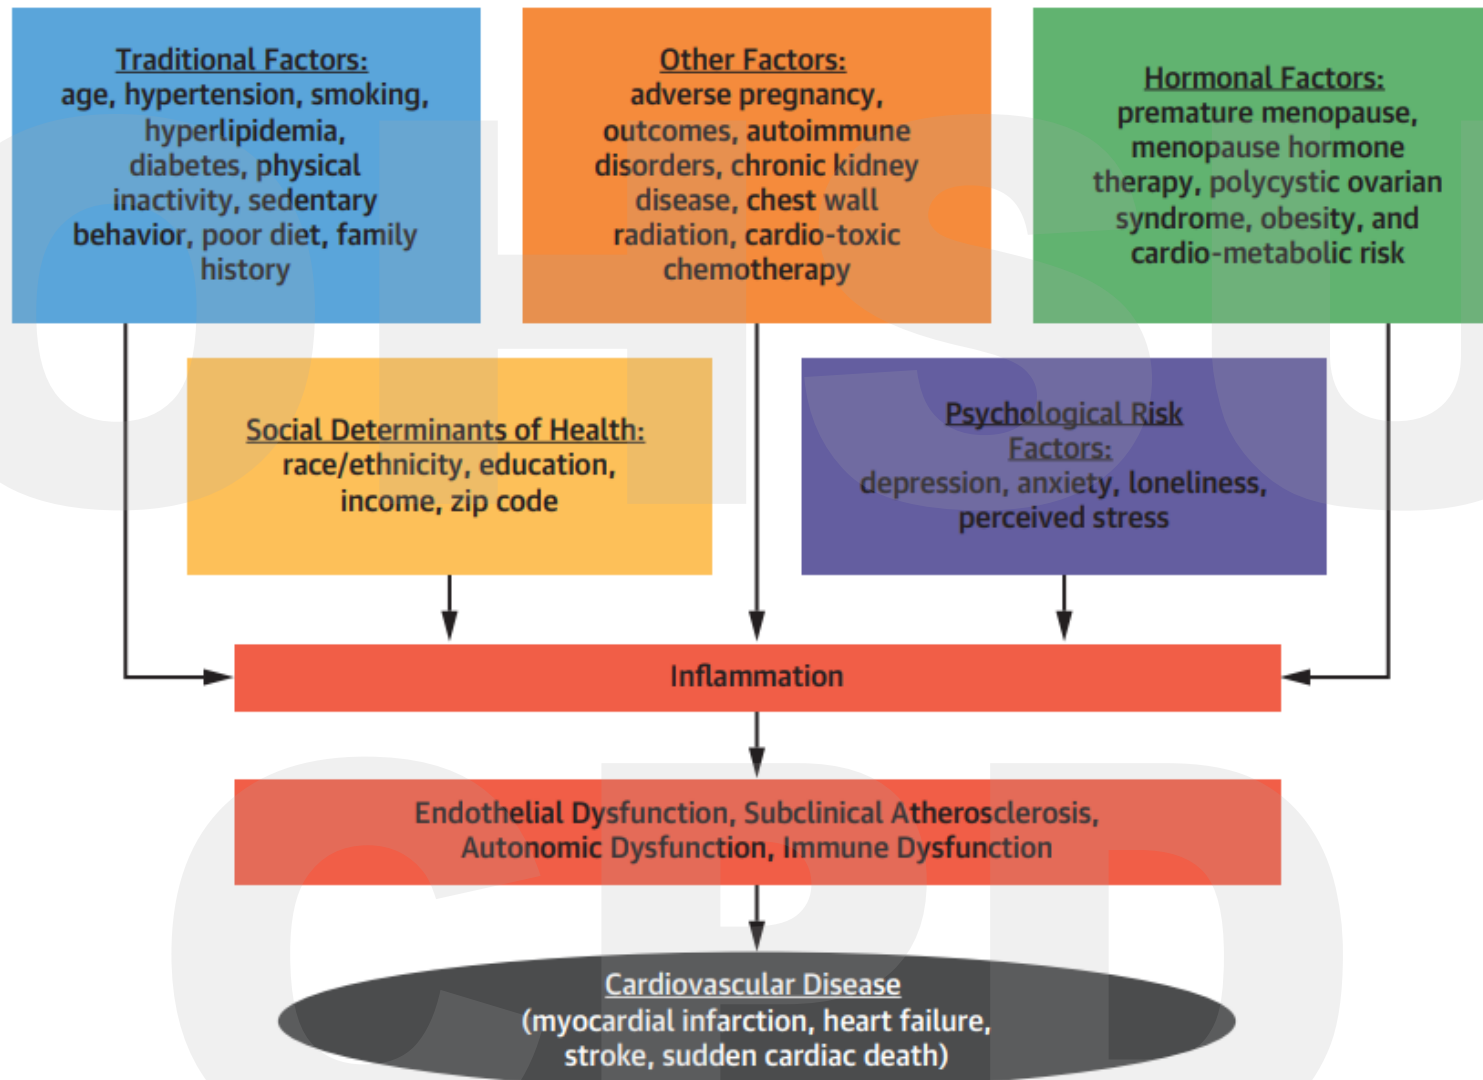 Traditional Factors:
age, hypertension, smoking,
hyperlipidemia,
diabetes, physical
inactivity, sedentary
behavior, poor diet, family
history
Other Factors:
adverse pregnancy,
outcomes, autoimmune
disorders, chronic kidney
disease, chest wall
radiation, cardio-toxic
chemotherapy
Hormonal Factors:
premature menopause,
menopause hormone
therapy, polycystic ovarian
syndrome, obesity, and
cardio-metabolic risk
Social Determinants of Health:
race/ethnicity, education,
income, zip code
Psychological Risk
Factors:
depression, anxiety, loneliness,
perceived stress
Inflammation
Endothelial Dysfunction, Subclinical Atherosclerosis,
Autonomic Dysfunction, Immune Dysfunction
Cardiovascular Disease
(myocardial infarction, heart failure,
stroke, sudden cardiac death)
OHSU
CPD